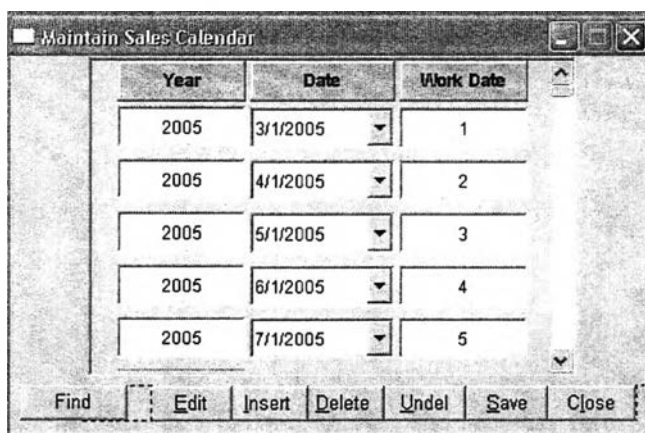 Maintain Sales Calendar
Year Date Work Date
2005 3/1/2005 1
2005 4/1/2005 2
2005 5/1/2005 3
2005 6/1/2005 4
2005 7/1/2005 5
Find Edit Insert Delete Undel Save Close